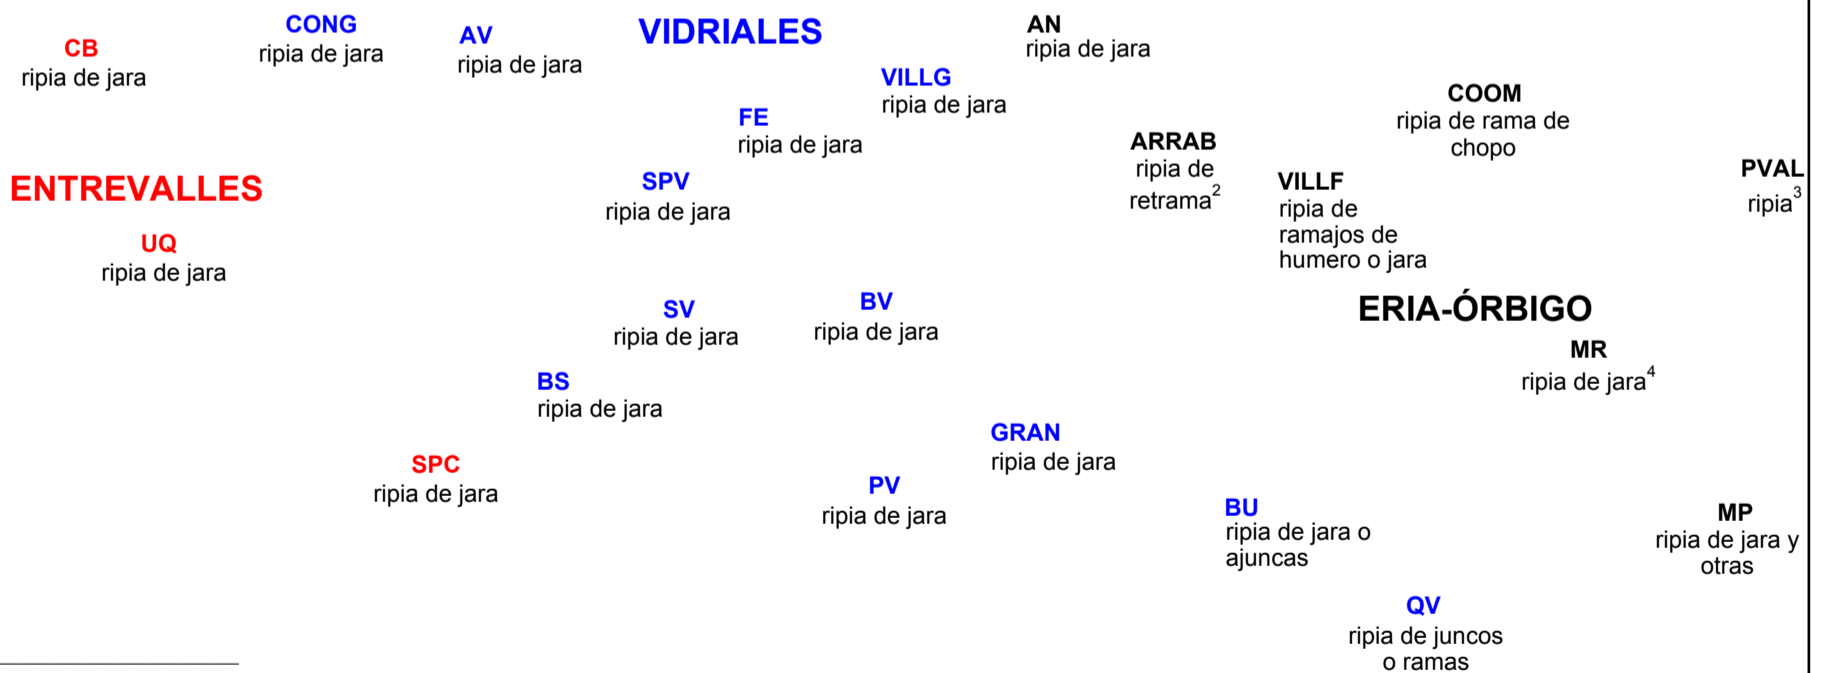 CB
ripia de jara
CONG
ripia de jara
AV
ripia de jara
VIDRIALES
AN
ripia de jara
VILLG
ripia de jara
FE
ripia de jara
COOM
ripia de rama de
chopo
ARRAB
ripia de
retrama²
PVAL
ripia³
ENTREVALLES
SPV
ripia de jara
VILLF
ripia de
ramajos de
humero o jara
UQ
ripia de jara
SV
ripia de jara
BV
ripia de jara
ERIA-ÓRBIGO
MR
ripia de jara⁴
BS
ripia de jara
GRAN
ripia de jara
SPC
ripia de jara
PV
ripia de jara
BU
ripia de jara o
ajuncas
MP
ripia de jara y
otras
QV
ripia de juncos
o ramas